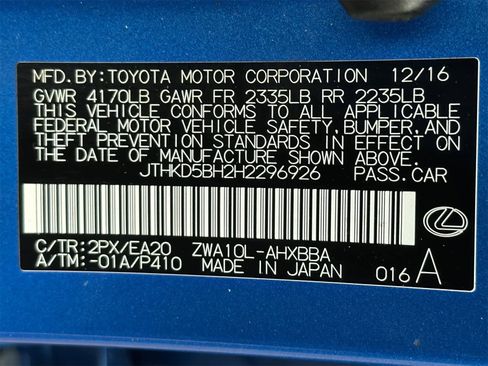 MFD.BY:TOYOTA MOTOR CORPORATION 12/16
GVWR 4170LB GAWR FR 2335LB RR 2235LB
THIS VEHICLE CONFORMS TO ALL APPLICABLE
FEDERAL MOTOR VEHICLE SAFETY, BUMPER, AND
THEFT PREVENTION STANDARDS IN EFFECT ON
THE DATE OF MANUFACTURE SHOWN ABOVE.
JTHKD5BH2H2296926 PASS.CAR
C/TR:2PX/EA20 ZWA10L-AHXBBA
A/TM:-01A/P410 MADE IN JAPAN 016 A